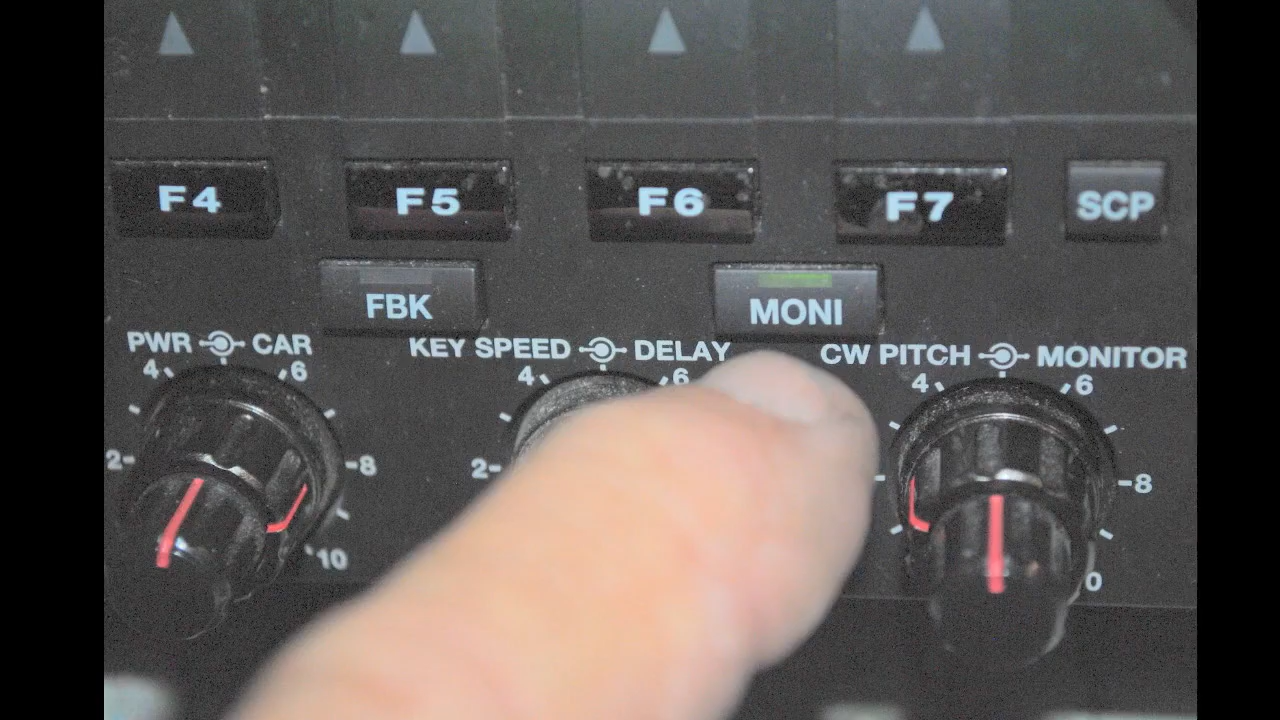 F4 F5 F6 F7 SCP
FBK MONI
PWR CAR KEY SPEED DELAY CW PITCH MONITOR
4 6 4 6 4 6
2 8 2 8
10 0